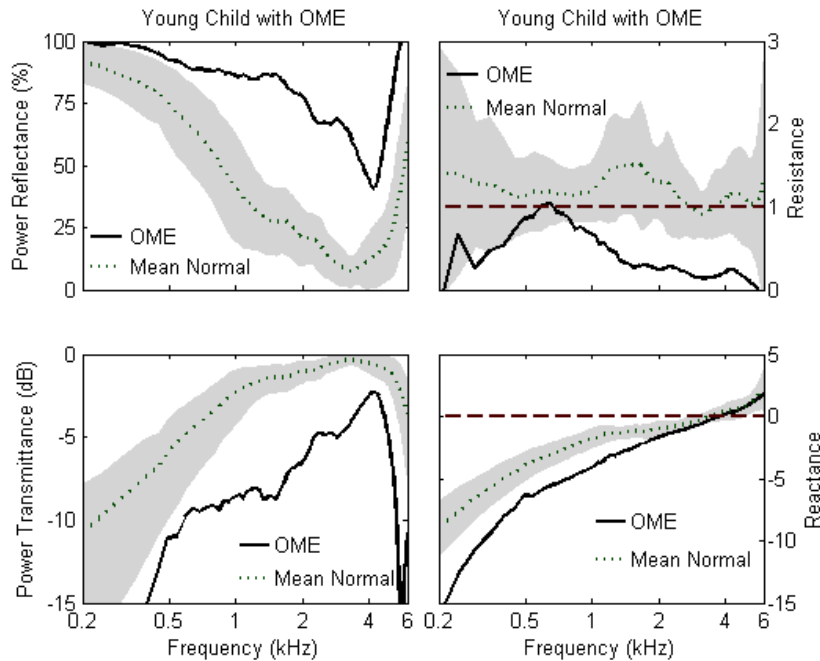 Young Child with OME
100
75
50
25
0
Power Reflectance (%)
OME
Mean Normal
Young Child with OME
3
2
1
0
Resistance
OME
Mean Normal
0
-5
-10
-15
Power Transmittance (dB)
OME
Mean Normal
0.2 0.5 1 2 4 6
Frequency (kHz)
5
0
-5
-10
-15
Reactance
OME
Mean Normal
0.2 0.5 1 2 4 6
Frequency (kHz)